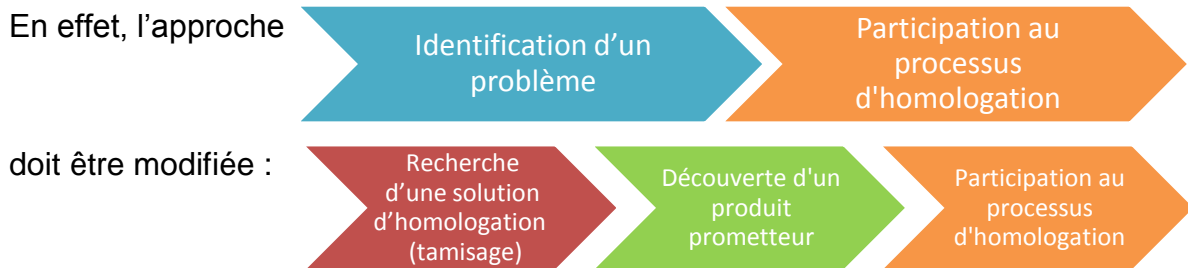 En effet, l’approche
Identification d’un
problème
Participation au
processus
d'homologation
doit être modifiée :
Recherche
d’une solution
d’homologation
(tamisage)
Découverte d'un
produit
prometteur
Participation au
processus
d'homologation